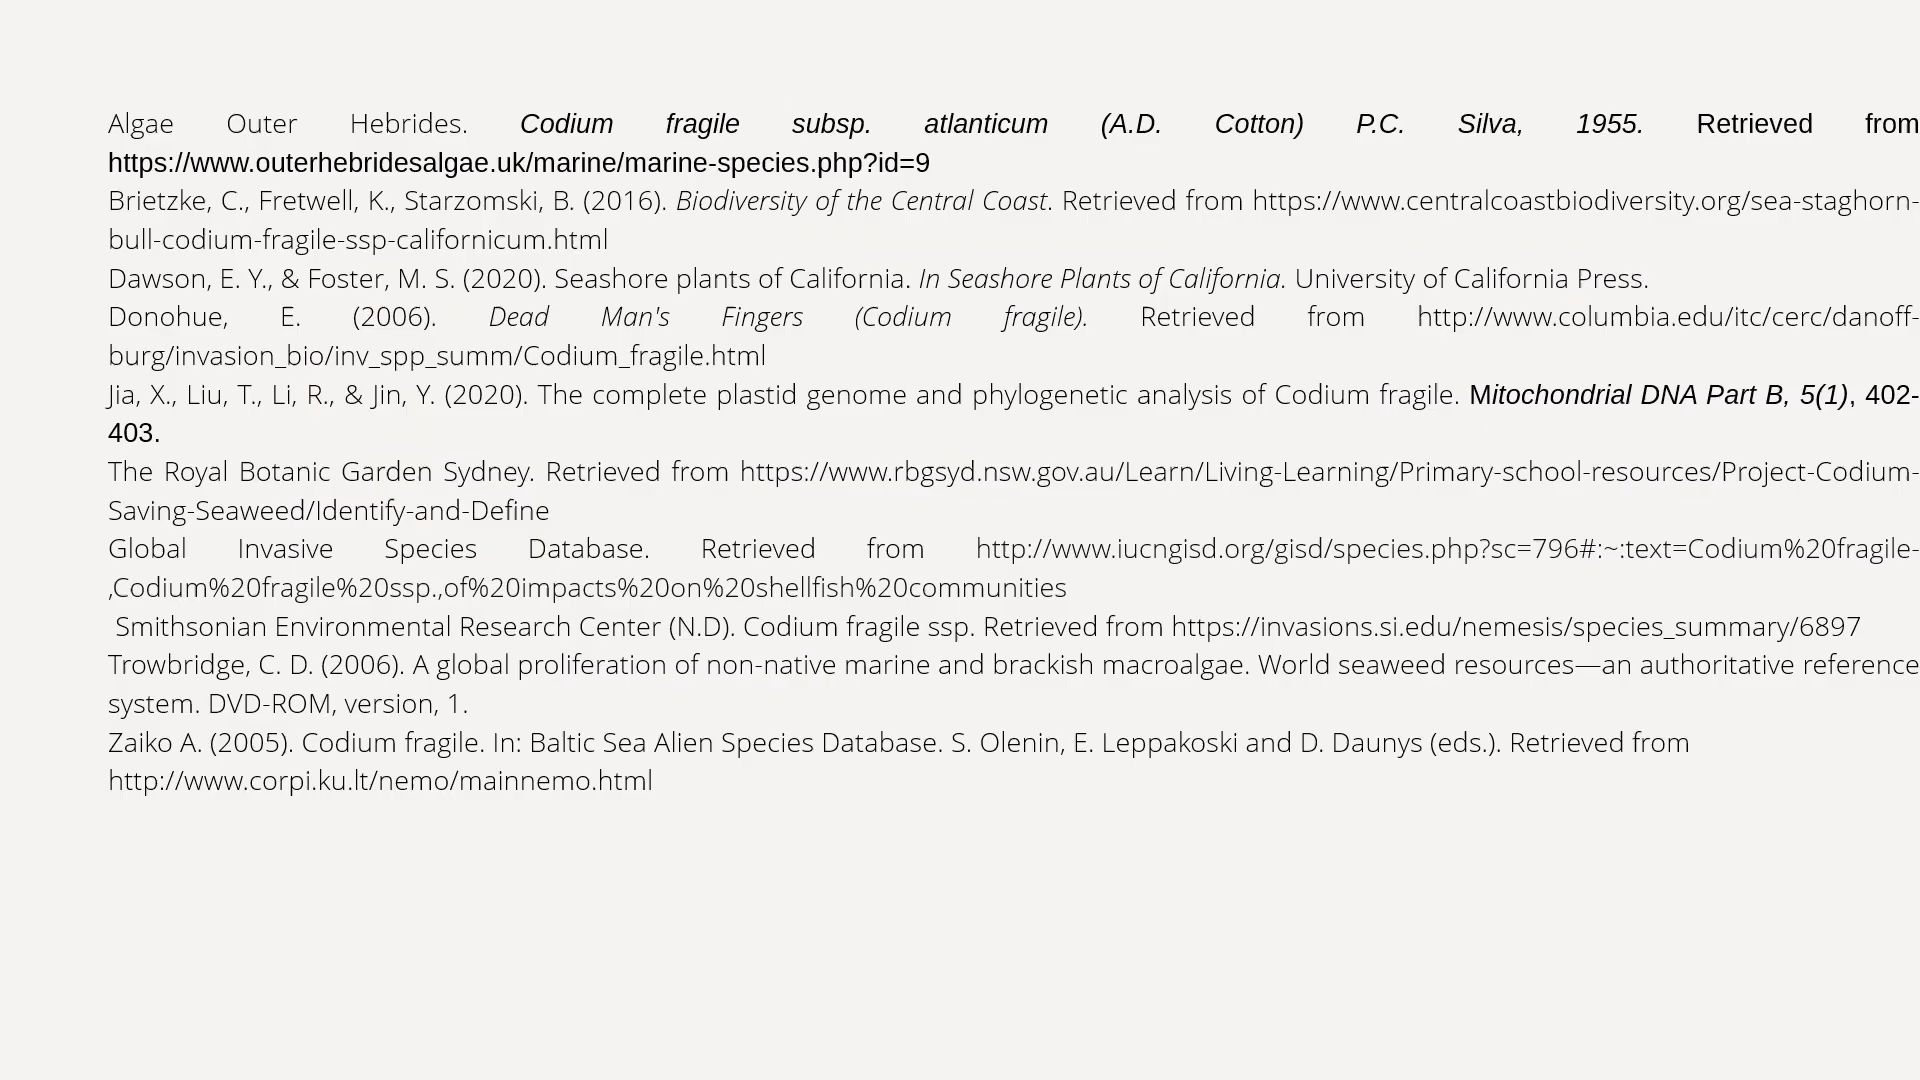 Algae Outer Hebrides. Codium fragile subsp. atlanticum (A.D. Cotton) P.C. Silva, 1955. Retrieved from
https://www.outerhebridesalgae.uk/marine/marine-species.php?id=9
Brietzke, C., Fretwell, K., Starzomski, B. (2016). Biodiversity of the Central Coast. Retrieved from https://www.centralcoastbiodiversity.org/sea-staghorn-
bull-codium-fragile-ssp-californicum.html
Dawson, E. Y., & Foster, M. S. (2020). Seashore plants of California. In Seashore Plants of California. University of California Press.
Donohue, E. (2006). Dead Man's Fingers (Codium fragile). Retrieved from http://www.columbia.edu/itc/cerc/danoff-
burg/invasion_bio/inv_spp_summ/Codium_fragile.html
Jia, X., Liu, T., Li, R., & Jin, Y. (2020). The complete plastid genome and phylogenetic analysis of Codium fragile. Mitochondrial DNA Part B, 5(1), 402-
403.
The Royal Botanic Garden Sydney. Retrieved from https://www.rbgsyd.nsw.gov.au/Learn/Living-Learning/Primary-school-resources/Project-Codium-
Saving-Seaweed/Identify-and-Define
Global Invasive Species Database. Retrieved from http://www.iucngisd.org/gisd/species.php?sc=796#:~:text=Codium%20fragile-
,Codium%20fragile%20ssp.,of%20impacts%20on%20shellfish%20communities
Smithsonian Environmental Research Center (N.D). Codium fragile ssp. Retrieved from https://invasions.si.edu/nemesis/species_summary/6897
Trowbridge, C. D. (2006). A global proliferation of non-native marine and brackish macroalgae. World seaweed resources—an authoritative reference
system. DVD-ROM, version, 1.
Zaiko A. (2005). Codium fragile. In: Baltic Sea Alien Species Database. S. Olenin, E. Leppakoski and D. Daunys (eds.). Retrieved from
http://www.corpi.ku.lt/nemo/mainnemo.html